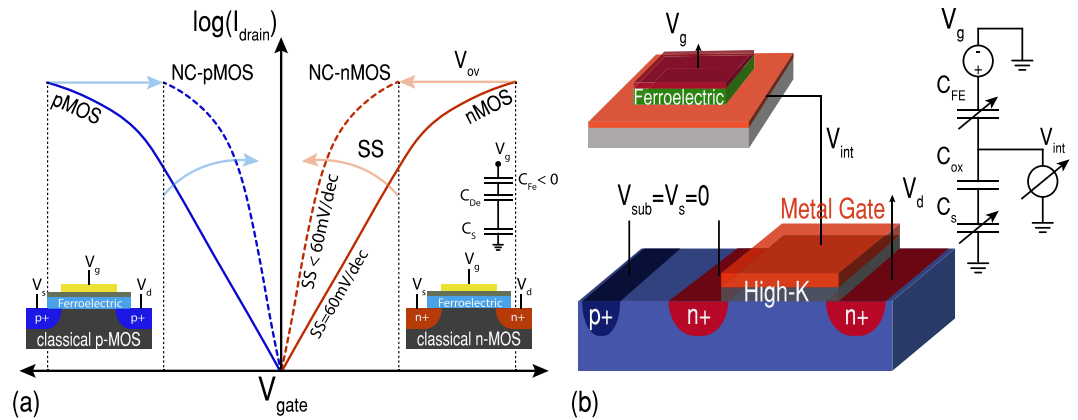 log(I_drain)
NC-pMOS
NC-nMOS
V_ov
pMOS
nMOS
SS
SS < 60mV/dec
SS=60mV/dec
V_g
C_Fe < 0
C_De
C_S
V_g
V_s
V_d
Ferroelectric
p+
p+
classical p-MOS
V_g
V_s
V_d
Ferroelectric
n+
n+
classical n-MOS
V_gate
(a)
V_g
Ferroelectric
V_int
V_sub=V_s=0
Metal Gate
V_d
High-K
p+
n+
n+
V_g
-
+
C_FE
V_int
C_ox
C_s
(b)